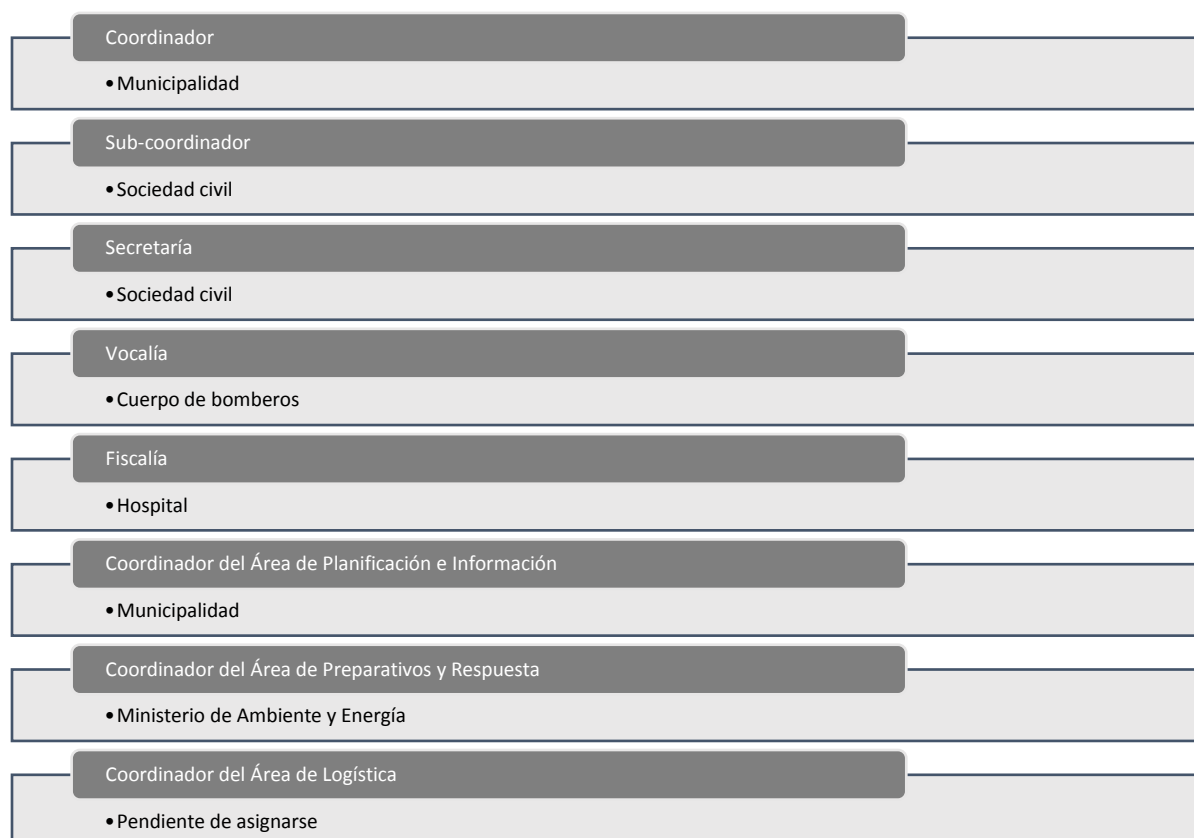 Coordinador
•Municipalidad
Sub-coordinador
•Sociedad civil
Secretaría
•Sociedad civil
Vocalía
•Cuerpo de bomberos
Fiscalía
•Hospital
Coordinador del Área de Planificación e Información
•Municipalidad
Coordinador del Área de Preparativos y Respuesta
•Ministerio de Ambiente y Energía
Coordinador del Área de Logística
•Pendiente de asignarse